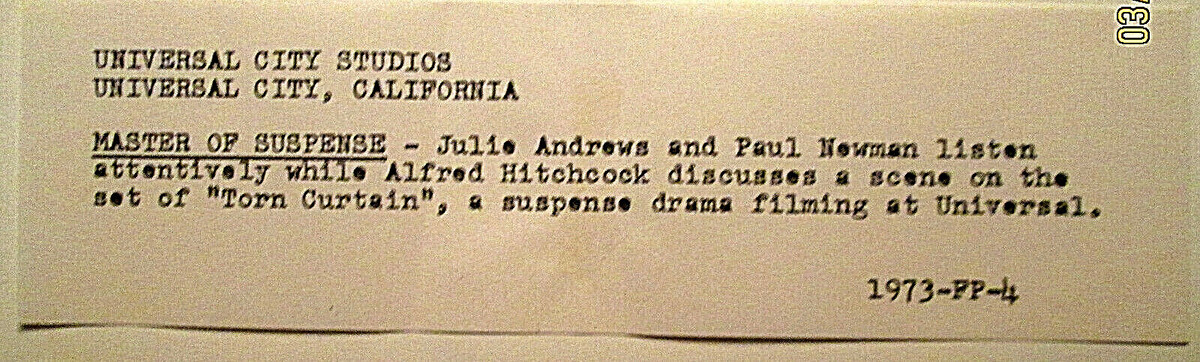 03
UNIVERSAL CITY STUDIOS
UNIVERSAL CITY, CALIFORNIA
MASTER OF SUSPENSE - Julie Andrews and Paul Newman listen
attentively while Alfred Hitchcock discusses a scene on the
set of "Torn Curtain", a suspense drama filming at Universal.
1973-FP-4